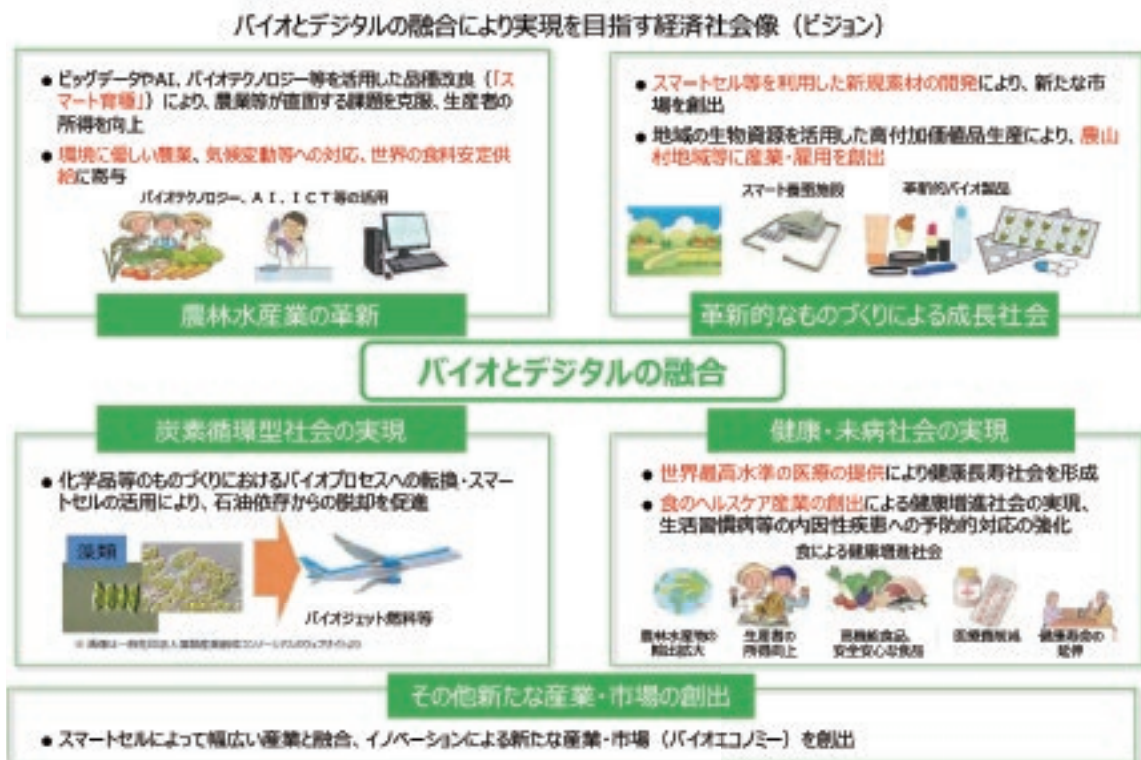 バイオとデジタルの融合により実現を目指す経済社会像（ビジョン）
● ビッグデータやAI、バイオテクノロジー等を活用した品種改良（「ス
マート育種」）により、農業等が直面する課題を克服、生産者の
所得を向上
● 環境に優しい農業、気候変動等への対応、世界の食料安定供
給に寄与
バイオテクノロジー、ＡＩ、ＩＣＴ等の活用
農林水産業の革新
● スマートセル等を利用した新規素材の開発により、新たな市
場を創出
● 地域の生物資源を活用した高付加価値品生産により、農山
村地域等に産業・雇用を創出
スマート養蚕施設
革新的バイオ製品
革新的なものづくりによる成長社会
バイオとデジタルの融合
炭素循環型社会の実現
● 化学品等のものづくりにおけるバイオプロセスへの転換・スマー
トセルの活用により、石油依存からの脱却を促進
藻類
バイオジェット燃料等
健康・未病社会の実現
● 世界最高水準の医療の提供により健康長寿社会を形成
● 食のヘルスケア産業の創出による健康増進社会の実現、
生活習慣病等の内因性疾患への予防的対応の強化
食による健康増進社会
農林水産物の
輸出拡大
生産者の
所得向上
高機能食品、
安全安心な食品
医療費削減
健康寿命の
延伸
その他新たな産業・市場の創出
● スマートセルによって幅広い産業と融合、イノベーションによる新たな産業・市場（バイオエコノミー）を創出